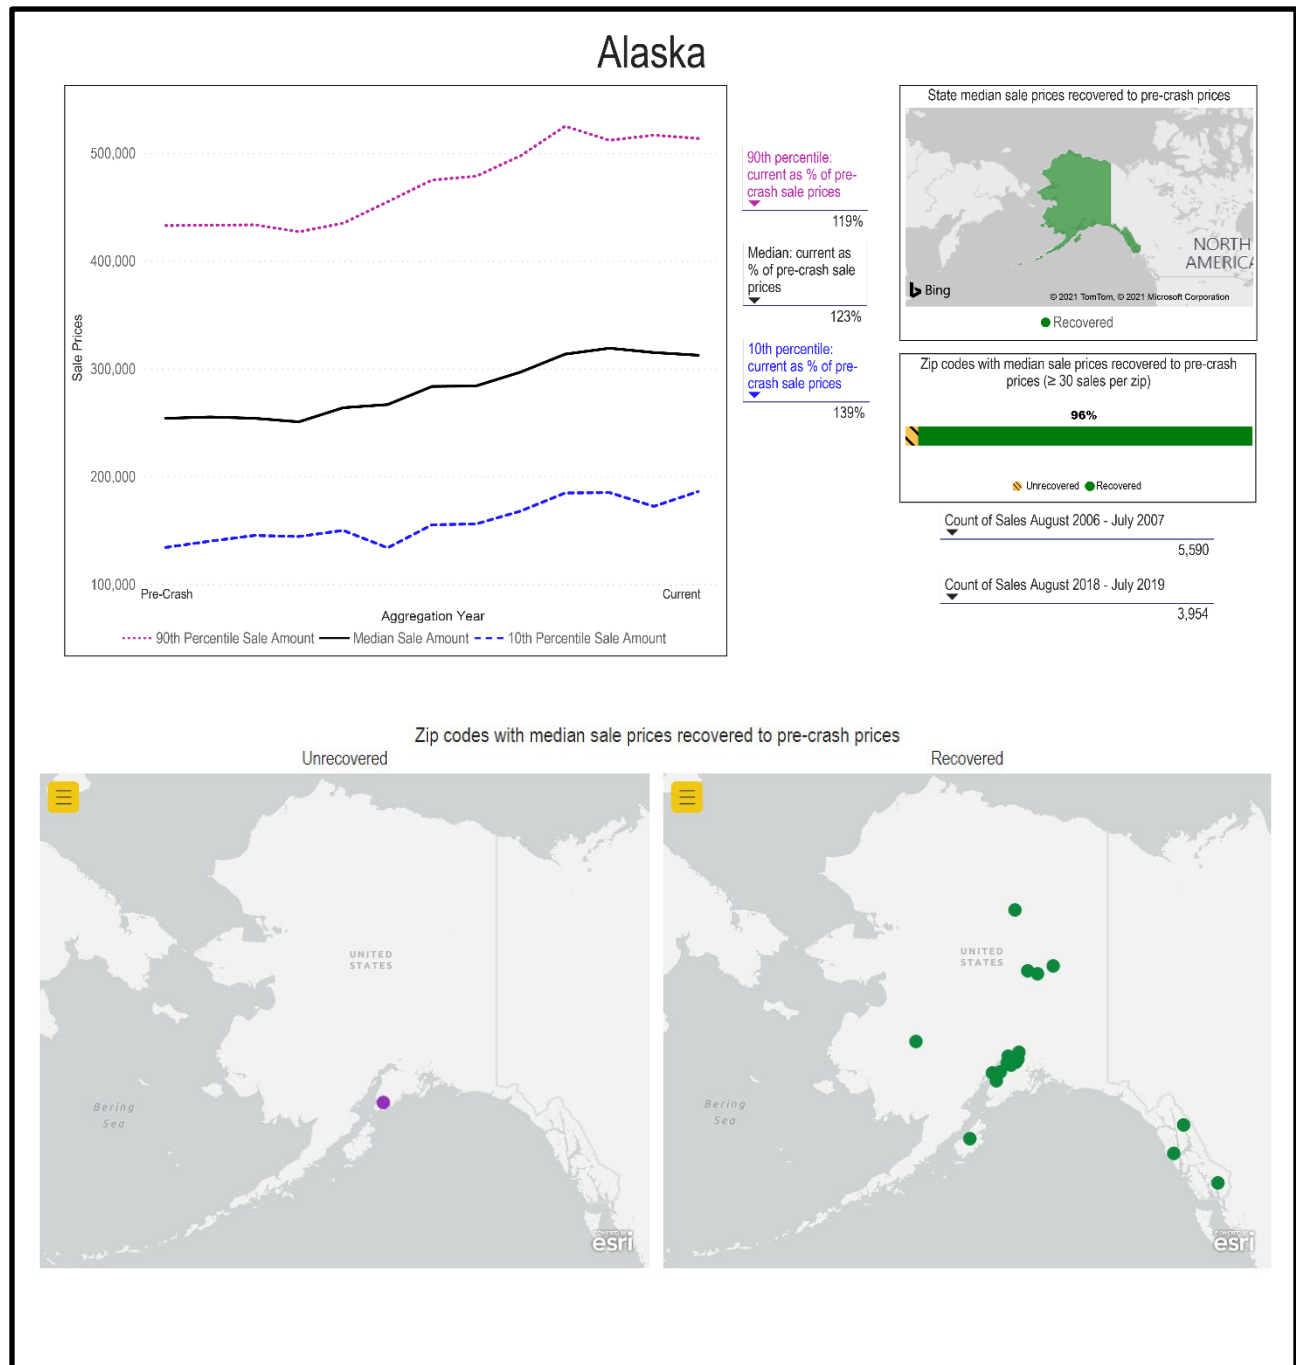 Alaska
500,000
400,000
300,000
200,000
100,000
Sale Prices
Pre-Crash
Current
Aggregation Year
90th Percentile Sale Amount
Median Sale Amount
10th Percentile Sale Amount
90th percentile:
current as % of pre-
crash sale prices
119%
Median: current as
% of pre-crash sale
prices
123%
10th percentile:
current as % of pre-
crash sale prices
139%
State median sale prices recovered to pre-crash prices
NORTH
AMERICA
Bing
© 2021 TomTom, © 2021 Microsoft Corporation
Recovered
Zip codes with median sale prices recovered to pre-crash
prices (≥ 30 sales per zip)
96%
Unrecovered
Recovered
Count of Sales August 2006 - July 2007
5,590
Count of Sales August 2018 - July 2019
3,954
Zip codes with median sale prices recovered to pre-crash prices
Unrecovered
UNITED
STATES
Bering
Sea
POWERED BY
esri
Recovered
UNITED
STATES
Bering
Sea
POWERED BY
esri